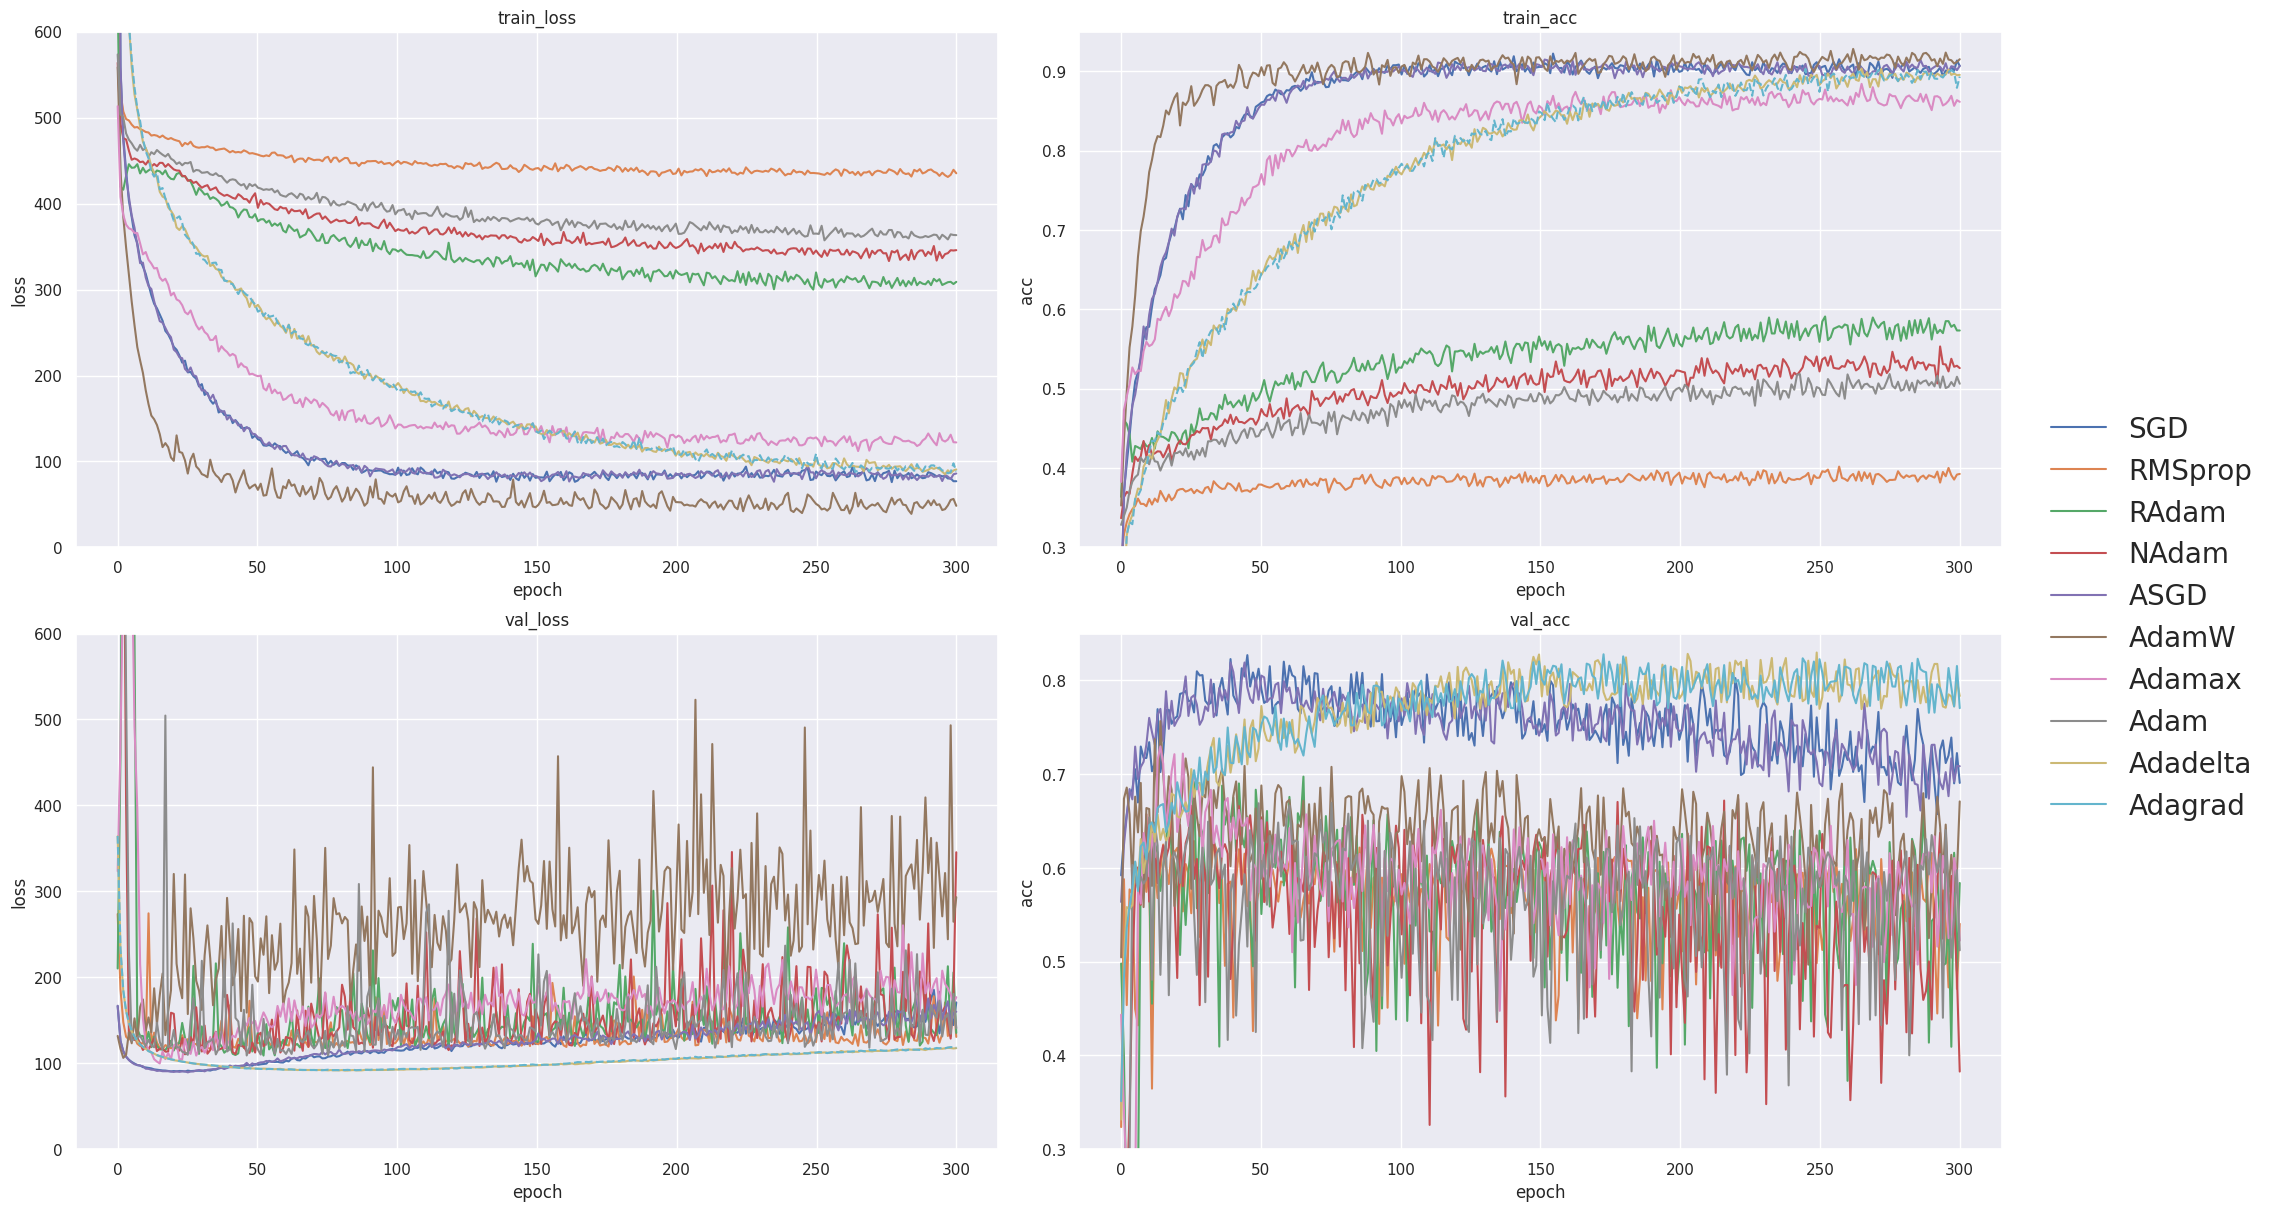 train_loss
600
500
400
300
200
100
0
loss
0 50 100 150 200 250 300
epoch
train_acc
0.9
0.8
0.7
0.6
0.5
0.4
0.3
acc
0 50 100 150 200 250 300
epoch
val_loss
600
500
400
300
200
100
0
loss
0 50 100 150 200 250 300
epoch
val_acc
0.8
0.7
0.6
0.5
0.4
0.3
acc
0 50 100 150 200 250 300
epoch
SGD
RMSprop
RAdam
NAdam
ASGD
AdamW
Adamax
Adam
Adadelta
Adagrad